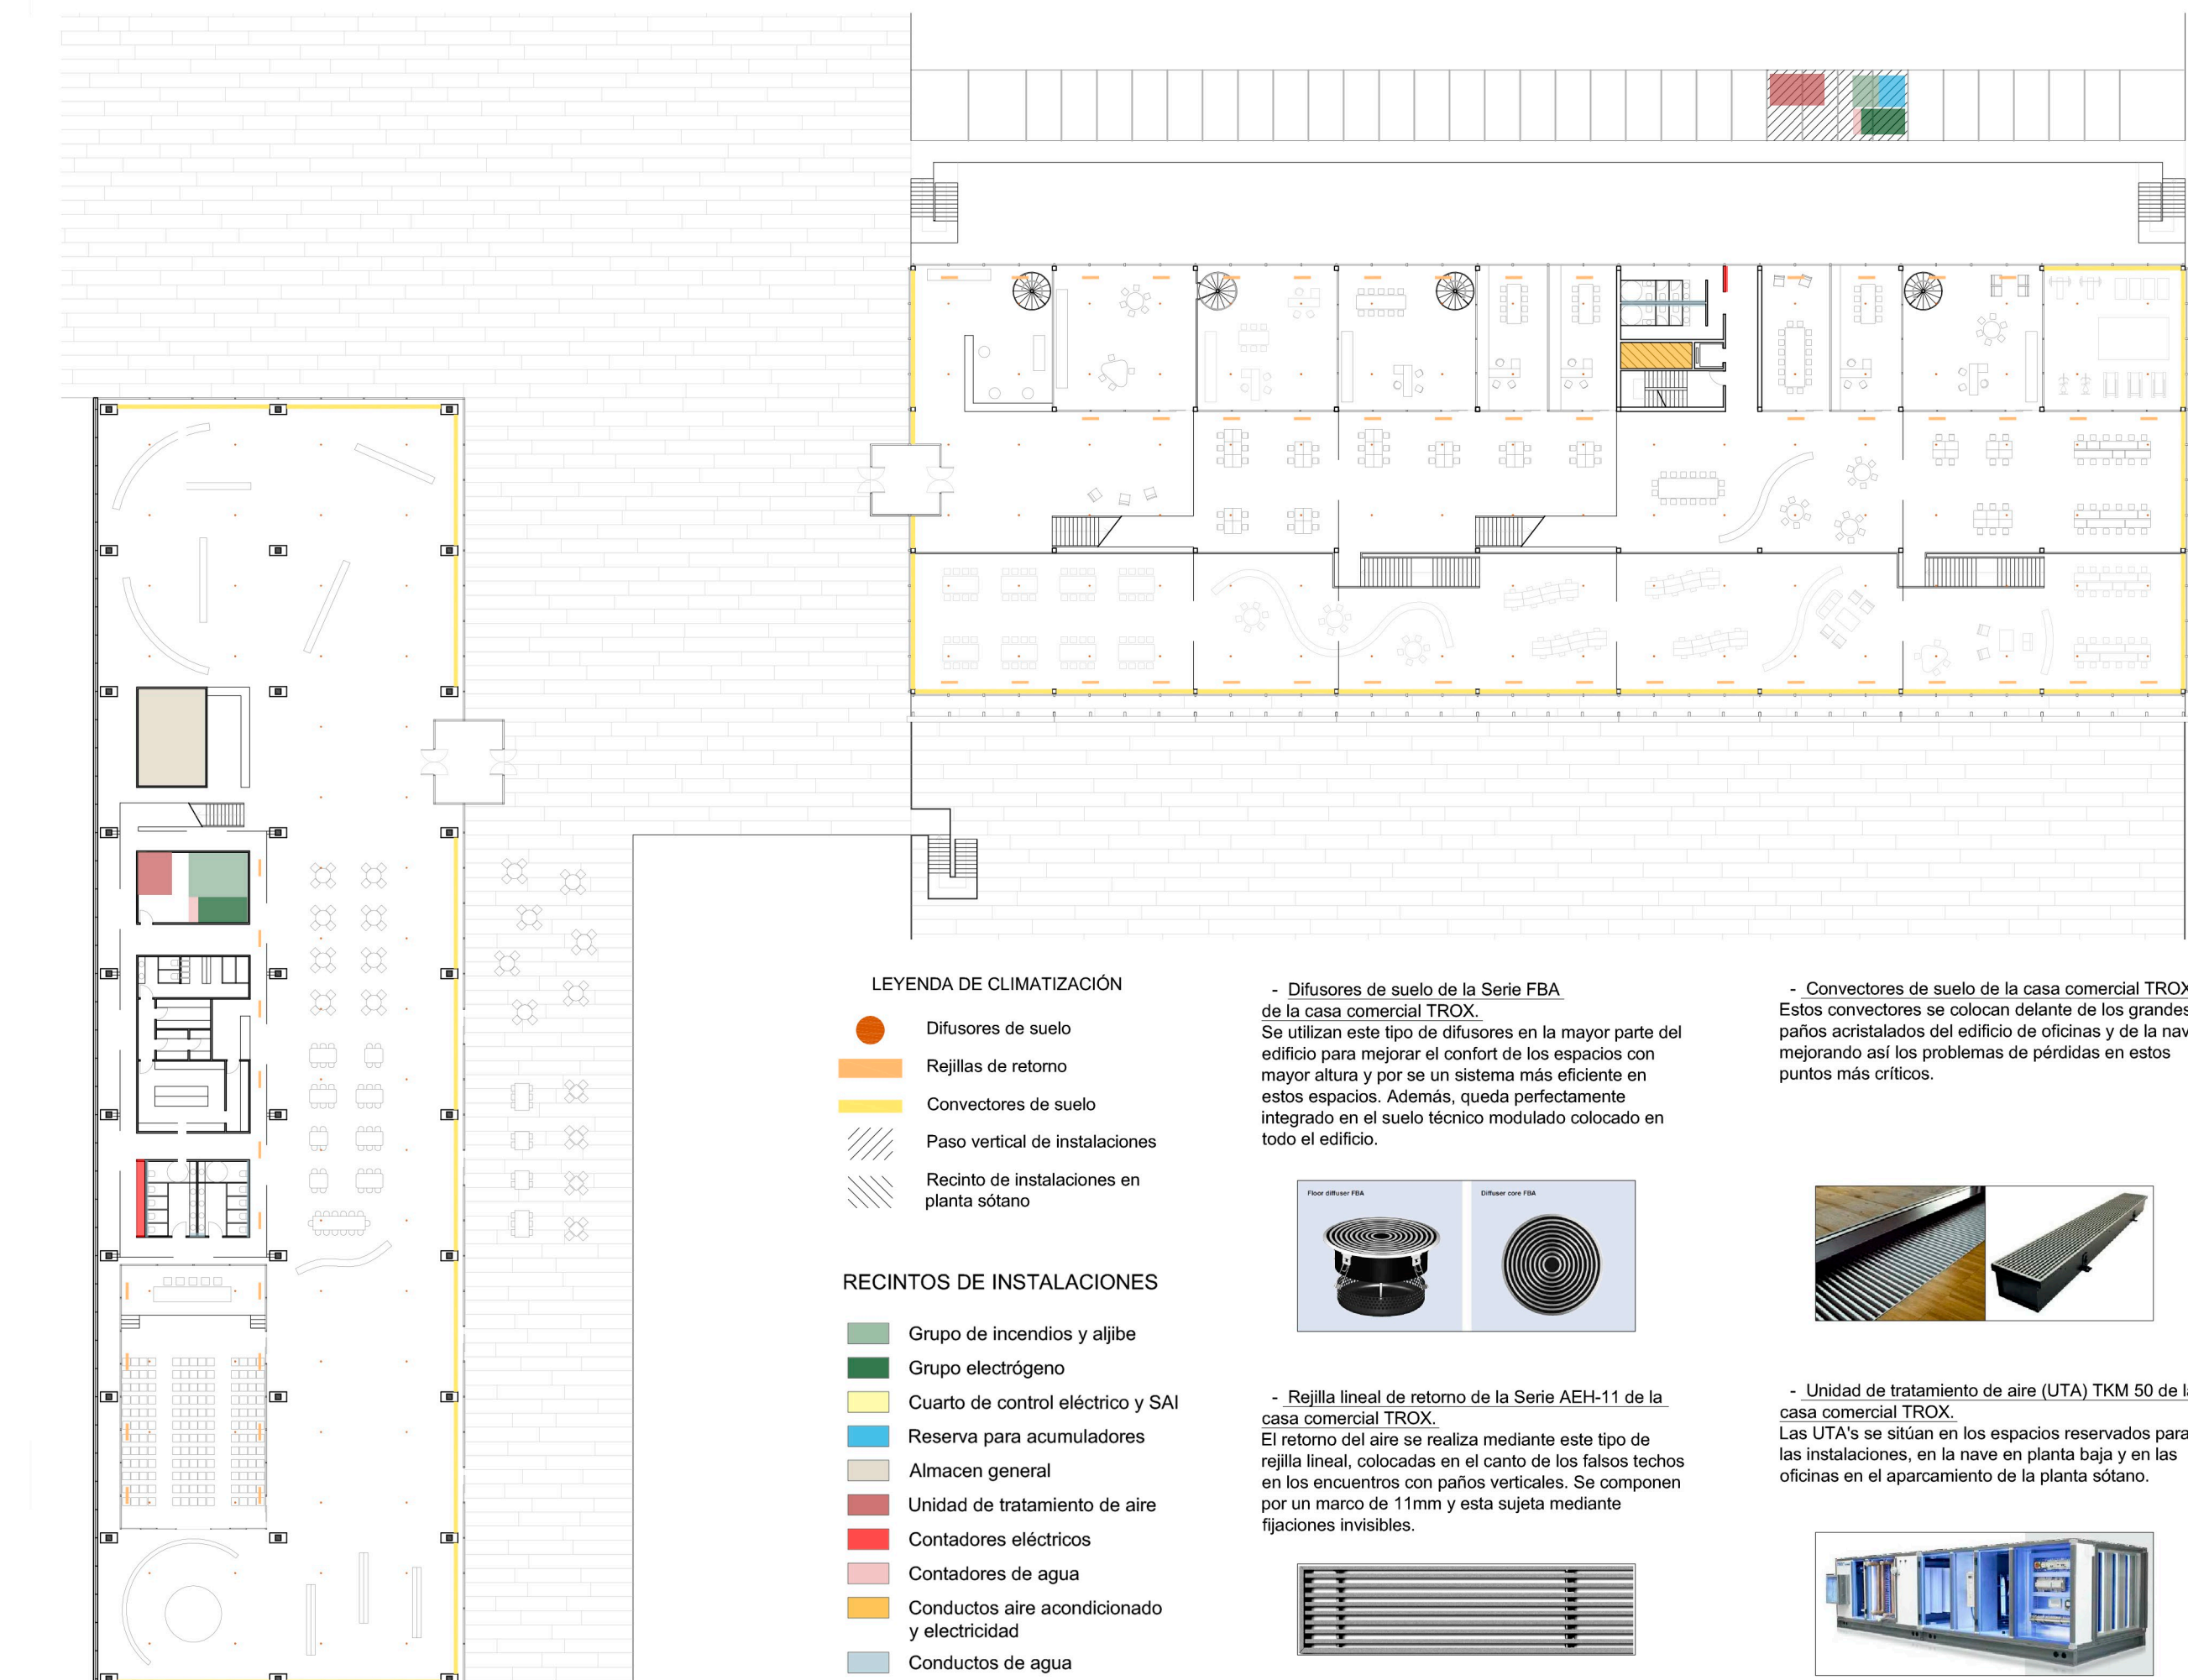 LEYENDA DE CLIMATIZACIÓN
Difusores de suelo
Rejillas de retorno
Convectores de suelo
Paso vertical de instalaciones
Recinto de instalaciones en
planta sótano
RECINTOS DE INSTALACIONES
Grupo de incendios y aljibe
Grupo electrógeno
Cuarto de control eléctrico y SAI
Reserva para acumuladores
Almacen general
Unidad de tratamiento de aire
Contadores eléctricos
Contadores de agua
Conductos aire acondicionado
y electricidad
Conductos de agua
- Difusores de suelo de la Serie FBA
de la casa comercial TROX.
Se utilizan este tipo de difusores en la mayor parte del
edificio para mejorar el confort de los espacios con
mayor altura y por se un sistema más eficiente en
estos espacios. Además, queda perfectamente
integrado en el suelo técnico modulado colocado en
todo el edificio.
Floor diffuser FBA
Diffuser core FBA
- Rejilla lineal de retorno de la Serie AEH-11 de la
casa comercial TROX.
El retorno del aire se realiza mediante este tipo de
rejilla lineal, colocadas en el canto de los falsos techos
en los encuentros con paños verticales. Se componen
por un marco de 11mm y esta sujeta mediante
fijaciones invisibles.
- Convectores de suelo de la casa comercial TROX
Estos convectores se colocan delante de los grandes
paños acristalados del edificio de oficinas y de la nav
mejorando así los problemas de pérdidas en estos
puntos más críticos.
- Unidad de tratamiento de aire (UTA) TKM 50 de l
casa comercial TROX.
Las UTA's se sitúan en los espacios reservados para
las instalaciones, en la nave en planta baja y en las
oficinas en el aparcamiento de la planta sótano.